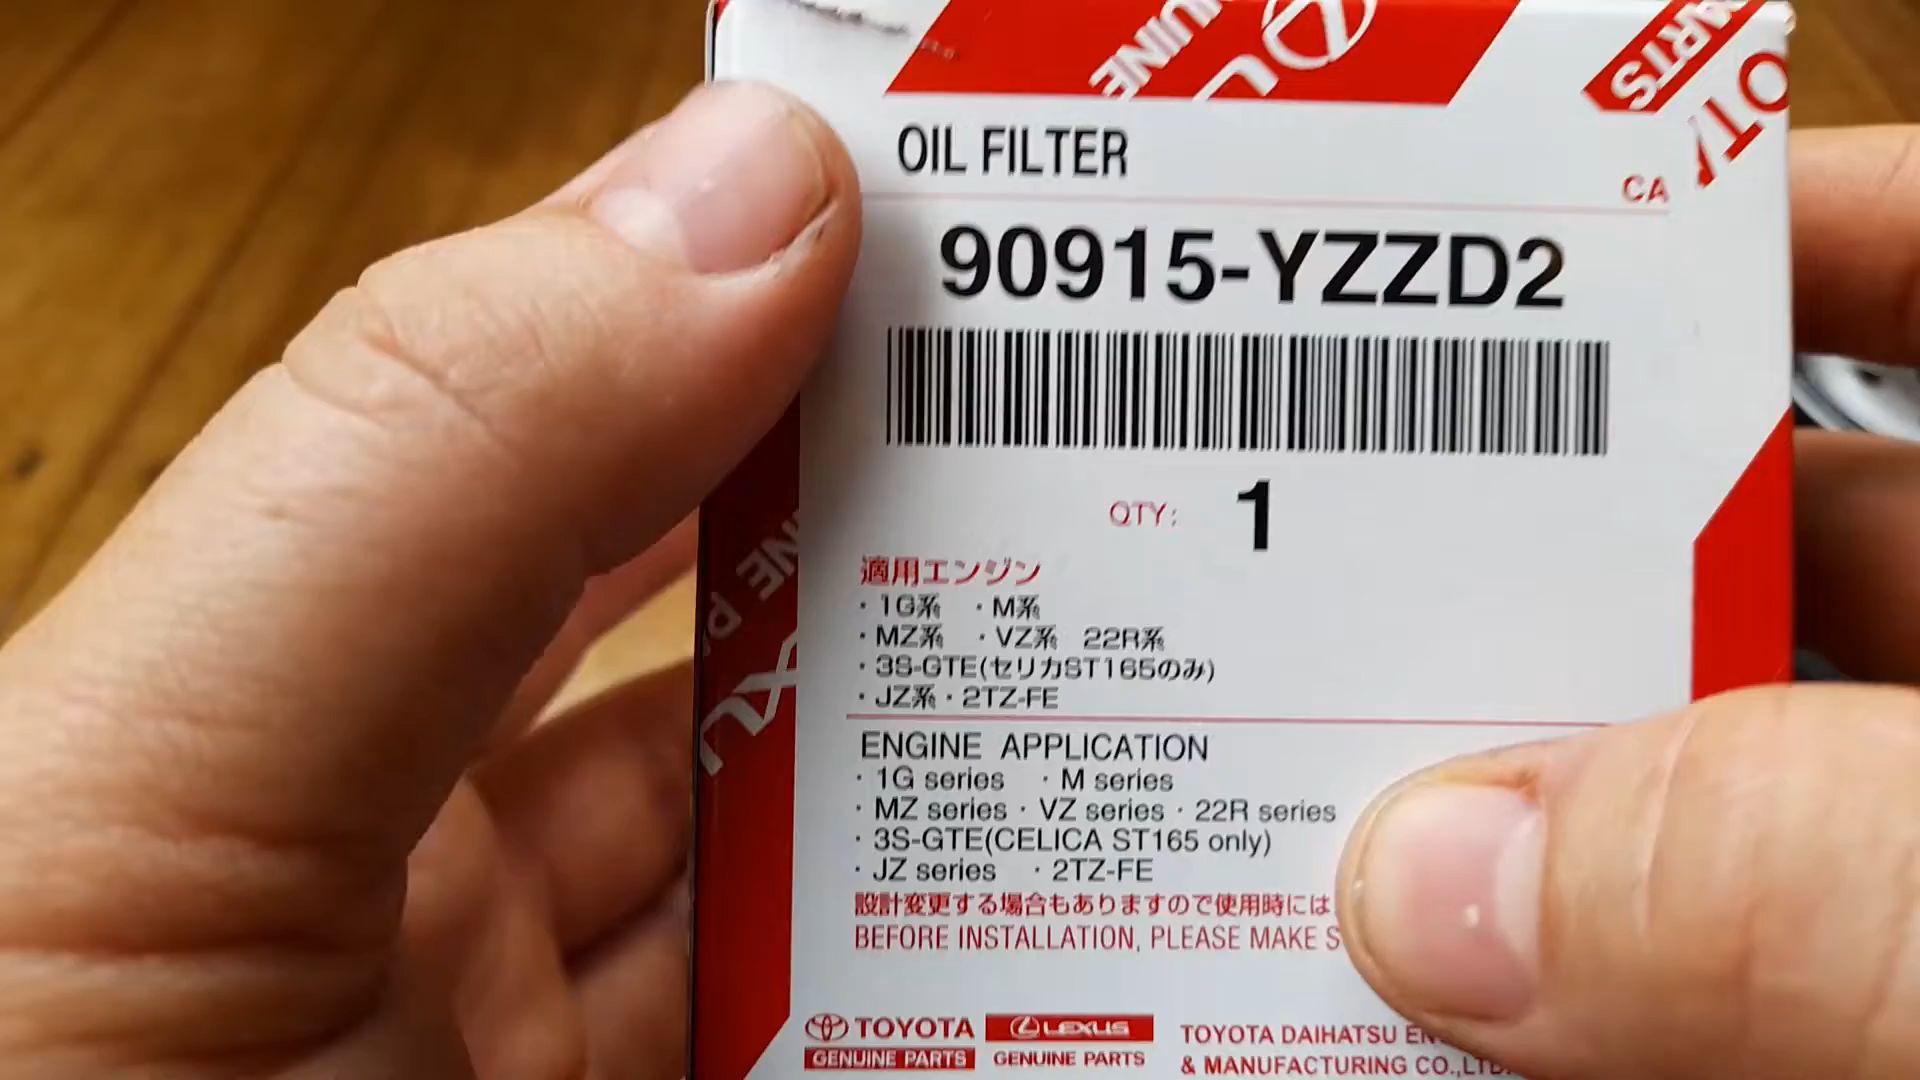 GENUINE
PARTS
OIL FILTER
CA
90915-YZZD2
QTY: 1
適用エンジン
・1G系 ・M系
・MZ系 ・VZ系 22R系
・3S-GTE(セリカST165のみ)
・JZ系・2TZ-FE
ENGINE APPLICATION
・1G series ・M series
・MZ series・VZ series・22R series
・3S-GTE(CELICA ST165 only)
・JZ series ・2TZ-FE
設計変更する場合もありますので使用時には
BEFORE INSTALLATION, PLEASE MAKE
TOYOTA LEXUS
GENUINE PARTS GENUINE PARTS
TOYOTA DAIHATSU
& MANUFACTURING CO.,LTD.